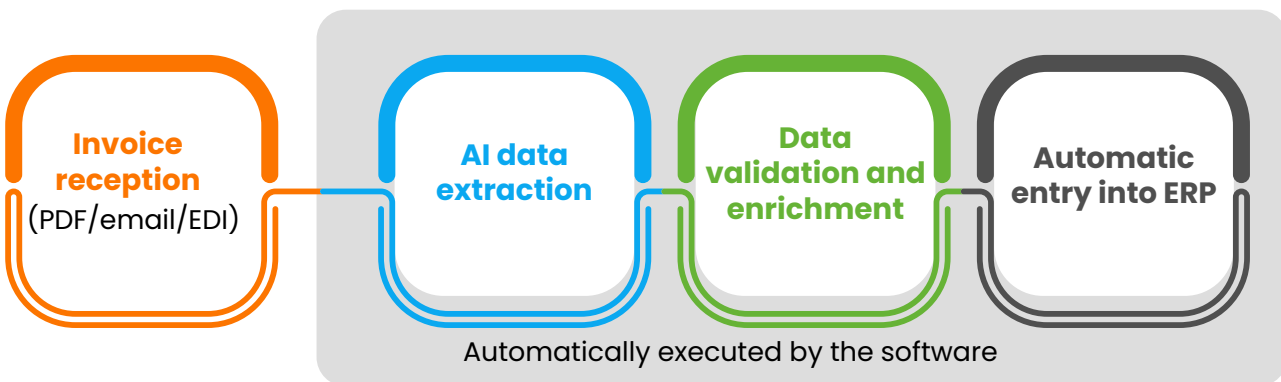 Invoice
reception
(PDF/email/EDI)
AI data
extraction
Data
validation and
enrichment
Automatic
entry into ERP
Automatically executed by the software